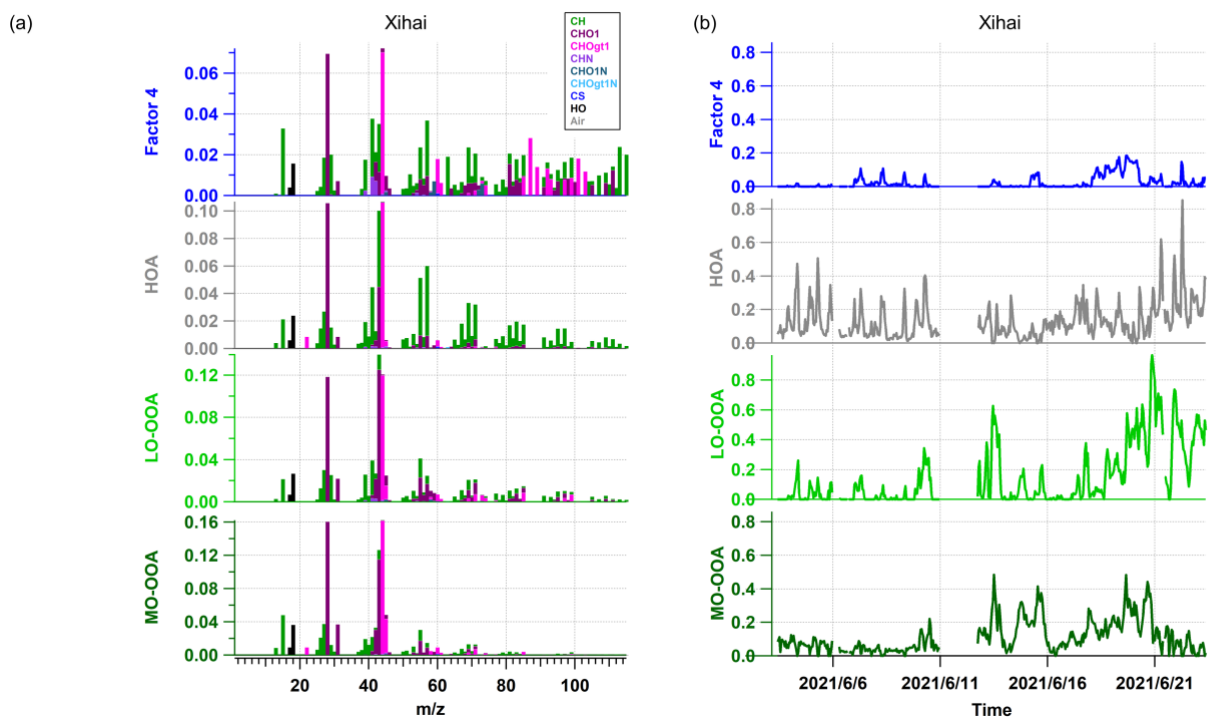 (a)
Xihai
CH
CHO1
CHOgt1
CHN
CHO1N
CHOgt1N
CS
HO
Air
Factor 4
0.06
0.04
0.02
0.00
HOA
0.10
0.08
0.06
0.04
0.02
0.00
LO-OOA
0.12
0.08
0.04
0.00
MO-OOA
0.16
0.12
0.08
0.04
0.00
20 40 60 80 100
m/z
(b)
Xihai
Factor 4
0.8
0.6
0.4
0.2
0.0
HOA
0.8
0.6
0.4
0.2
0.0
LO-OOA
0.8
0.6
0.4
0.2
0.0
MO-OOA
0.8
0.6
0.4
0.2
0.0
2021/6/6 2021/6/11 2021/6/16 2021/6/21
Time